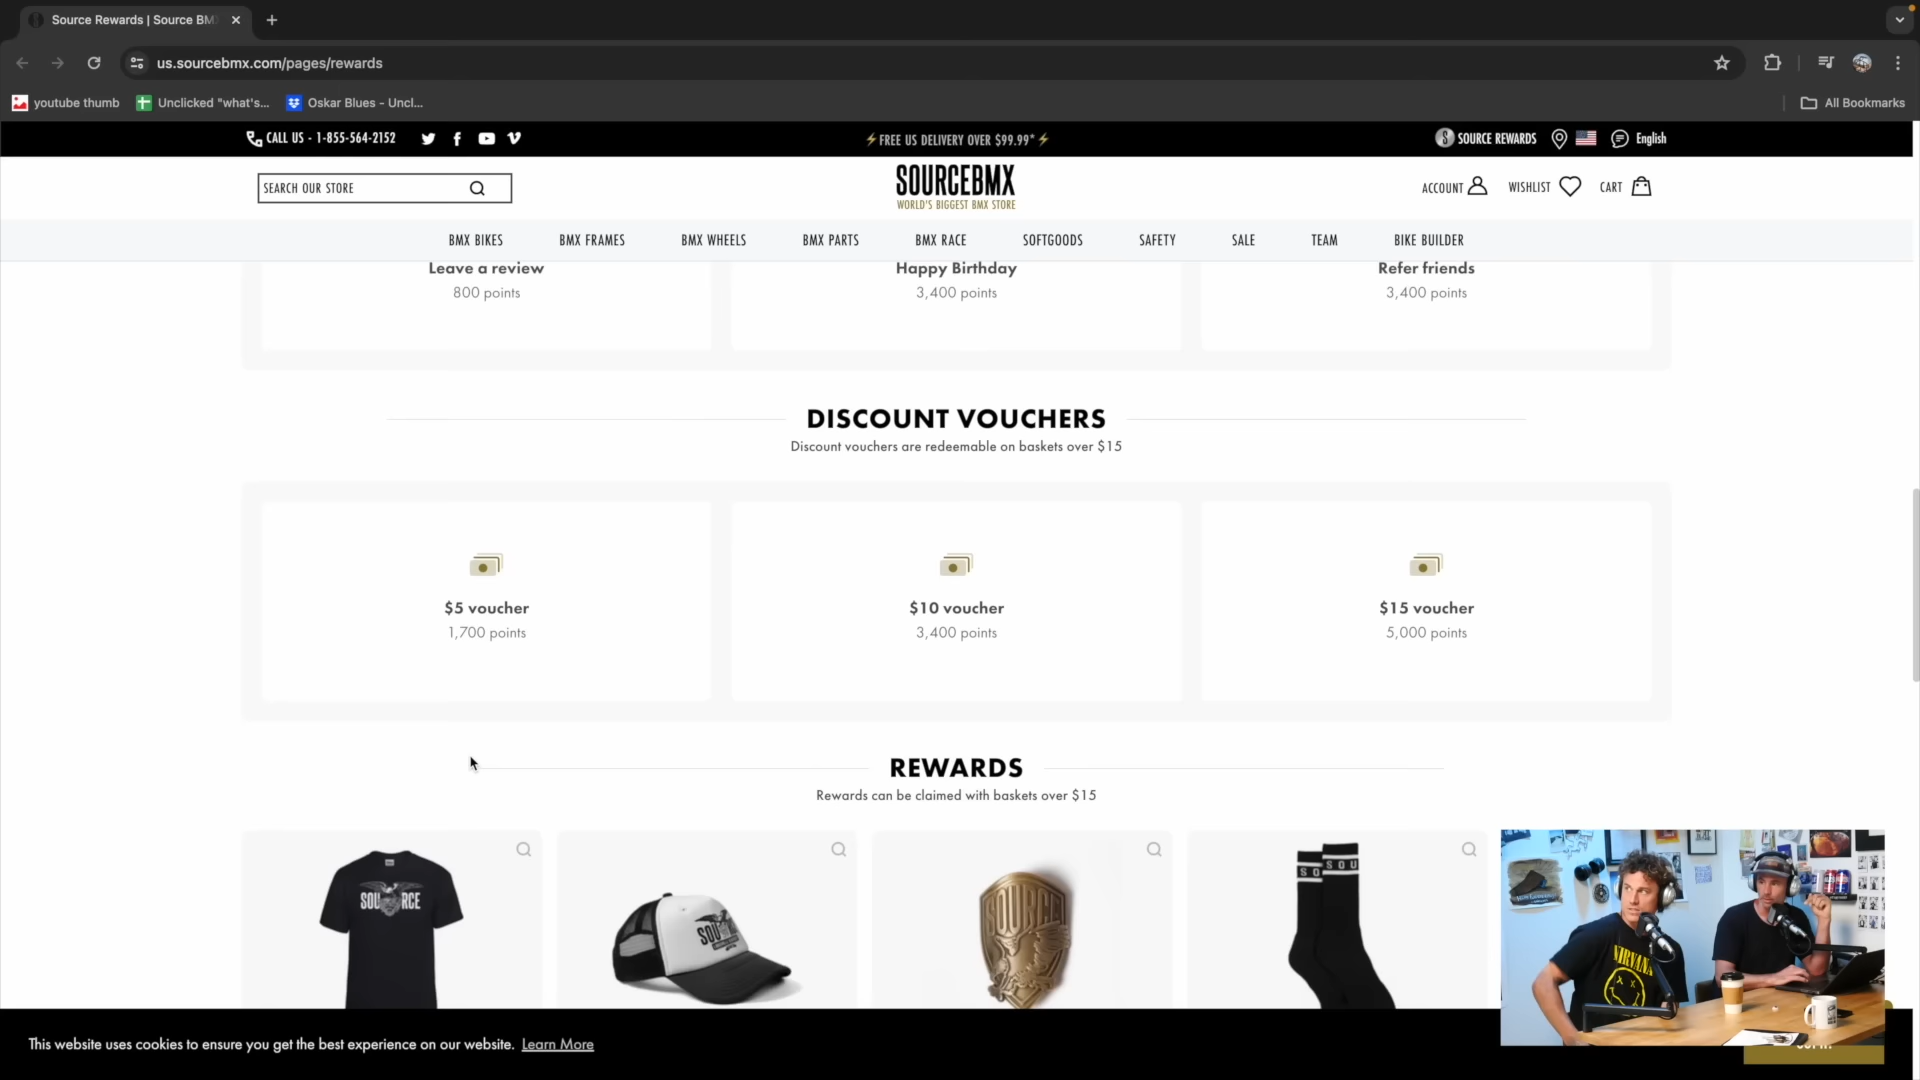 Source Rewards | Source BM
us.sourcebmx.com/pages/rewards
youtube thumb
Unclicked "what's...
Oskar Blues - Uncl...
All Bookmarks
CALL US - 1-855-564-2152
⚡FREE US DELIVERY OVER $99.99*⚡
SOURCE REWARDS
English
SEARCH OUR STORE
SOURCEBMX
WORLD'S BIGGEST BMX STORE
ACCOUNT
WISHLIST
CART
BMX BIKES
BMX FRAMES
BMX WHEELS
BMX PARTS
BMX RACE
SOFTGOODS
SAFETY
SALE
TEAM
BIKE BUILDER
Leave a review
800 points
Happy Birthday
3,400 points
Refer friends
3,400 points
DISCOUNT VOUCHERS
Discount vouchers are redeemable on baskets over $15
$5 voucher
1,700 points
$10 voucher
3,400 points
$15 voucher
5,000 points
REWARDS
Rewards can be claimed with baskets over $15
SOURCE
SOU
SOURCE
SO
SOU
NIRVANA
This website uses cookies to ensure you get the best experience on our website. Learn More